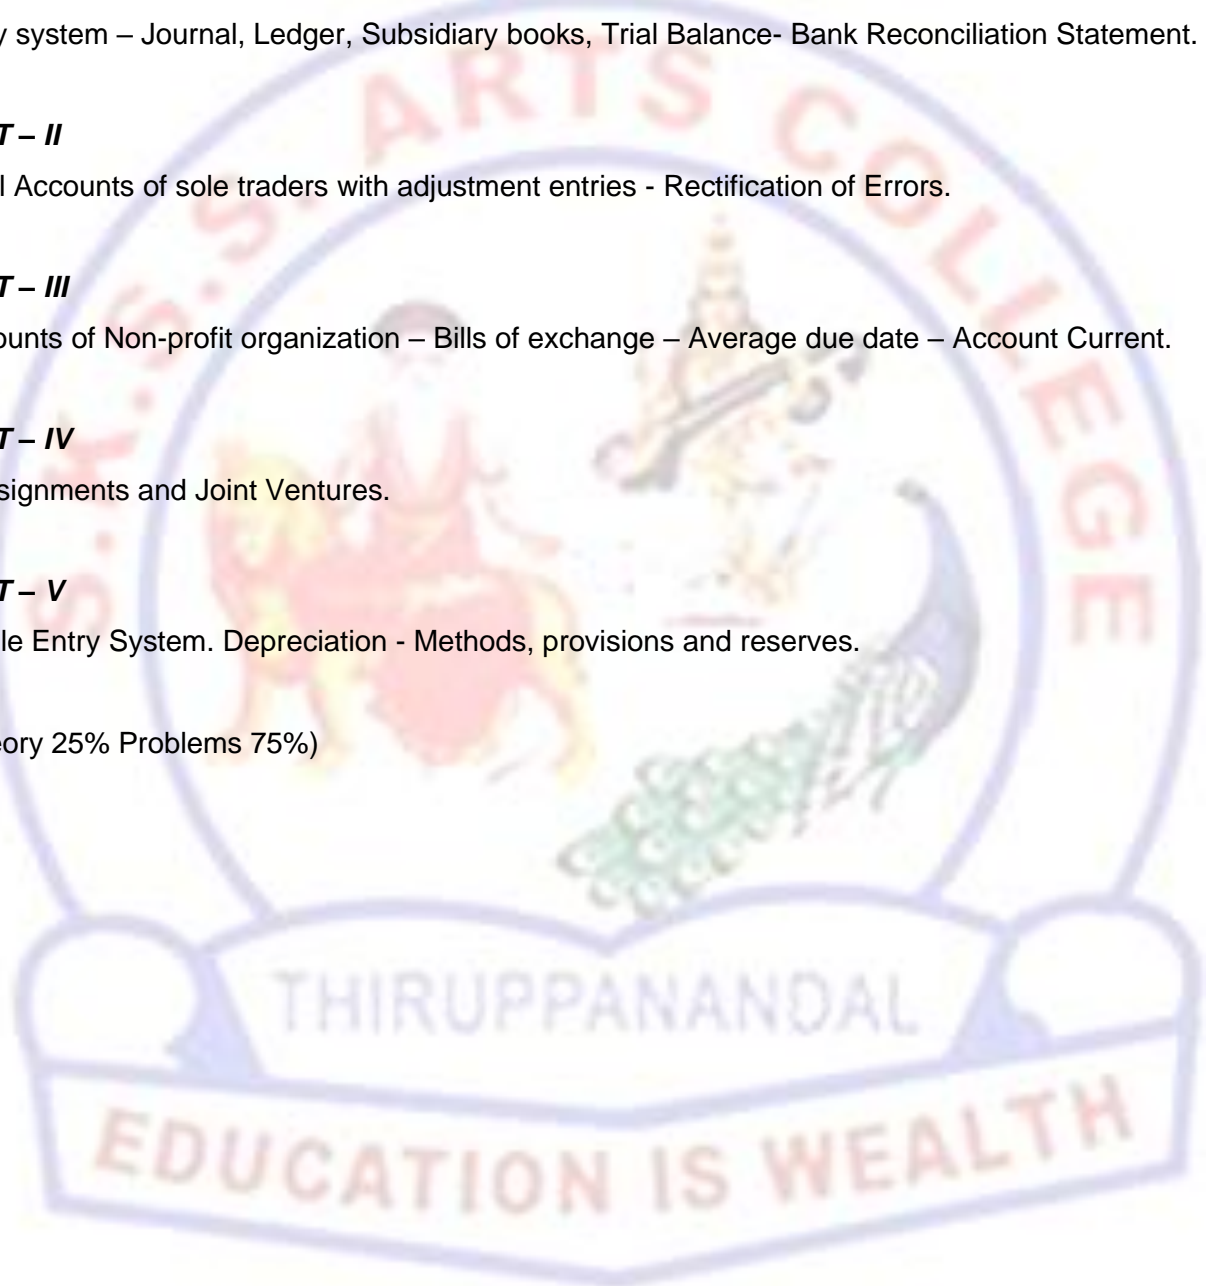 y system – Journal, Ledger, Subsidiary books, Trial Balance- Bank Reconciliation Statement.
T – II
l Accounts of sole traders with adjustment entries - Rectification of Errors.
T – III
ounts of Non-profit organization – Bills of exchange – Average due date – Account Current.
T – IV
signments and Joint Ventures.
T – V
le Entry System. Depreciation - Methods, provisions and reserves.
eory 25% Problems 75%)
S.K.S.S. ARTS COLLEGE
THIRUPPANANDAL
EDUCATION IS WEALTH